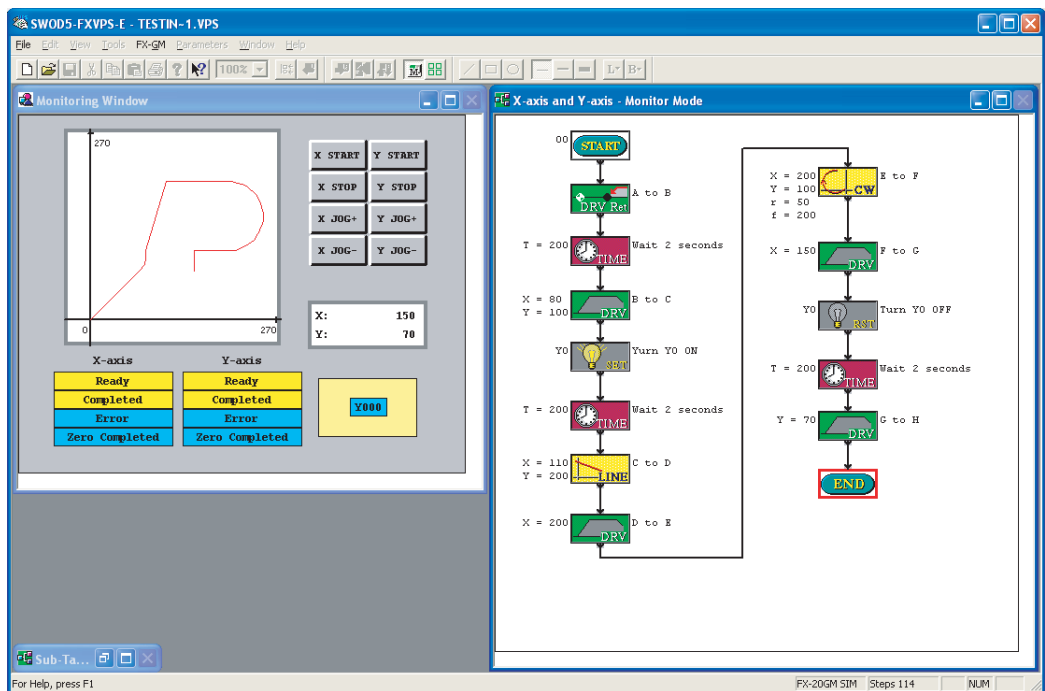 SWOD5-FXVPS-E - TESTIN-1.VPS
File Edit View Tools FX-GM Parameters Window Help
100%
M
L B
Monitoring Window
270
0
270
X START Y START
X STOP Y STOP
X JOG+ Y JOG+
X JOG- Y JOG-
X: 150
Y: 70
X-axis Y-axis
Ready Ready
Completed Completed
Error Error
Zero Completed Zero Completed
Y000
X-axis and Y-axis - Monitor Mode
00 START
DRV Ret A to B
T = 200 TIME Wait 2 seconds
X = 80
Y = 100 DRV B to C
Y0 SET Yurn Y0 ON
T = 200 TIME Wait 2 seconds
X = 110
Y = 200 LINE C to D
X = 200 DRV D to E
X = 200
Y = 100
r = 50
f = 200
CW E to F
X = 150 DRV F to G
Y0 RST Turn Y0 OFF
T = 200 TIME Wait 2 seconds
Y = 70 DRV G to H
END
Sub-Ta...
For Help, press F1
FX-20GM SIM Steps 114 NUM